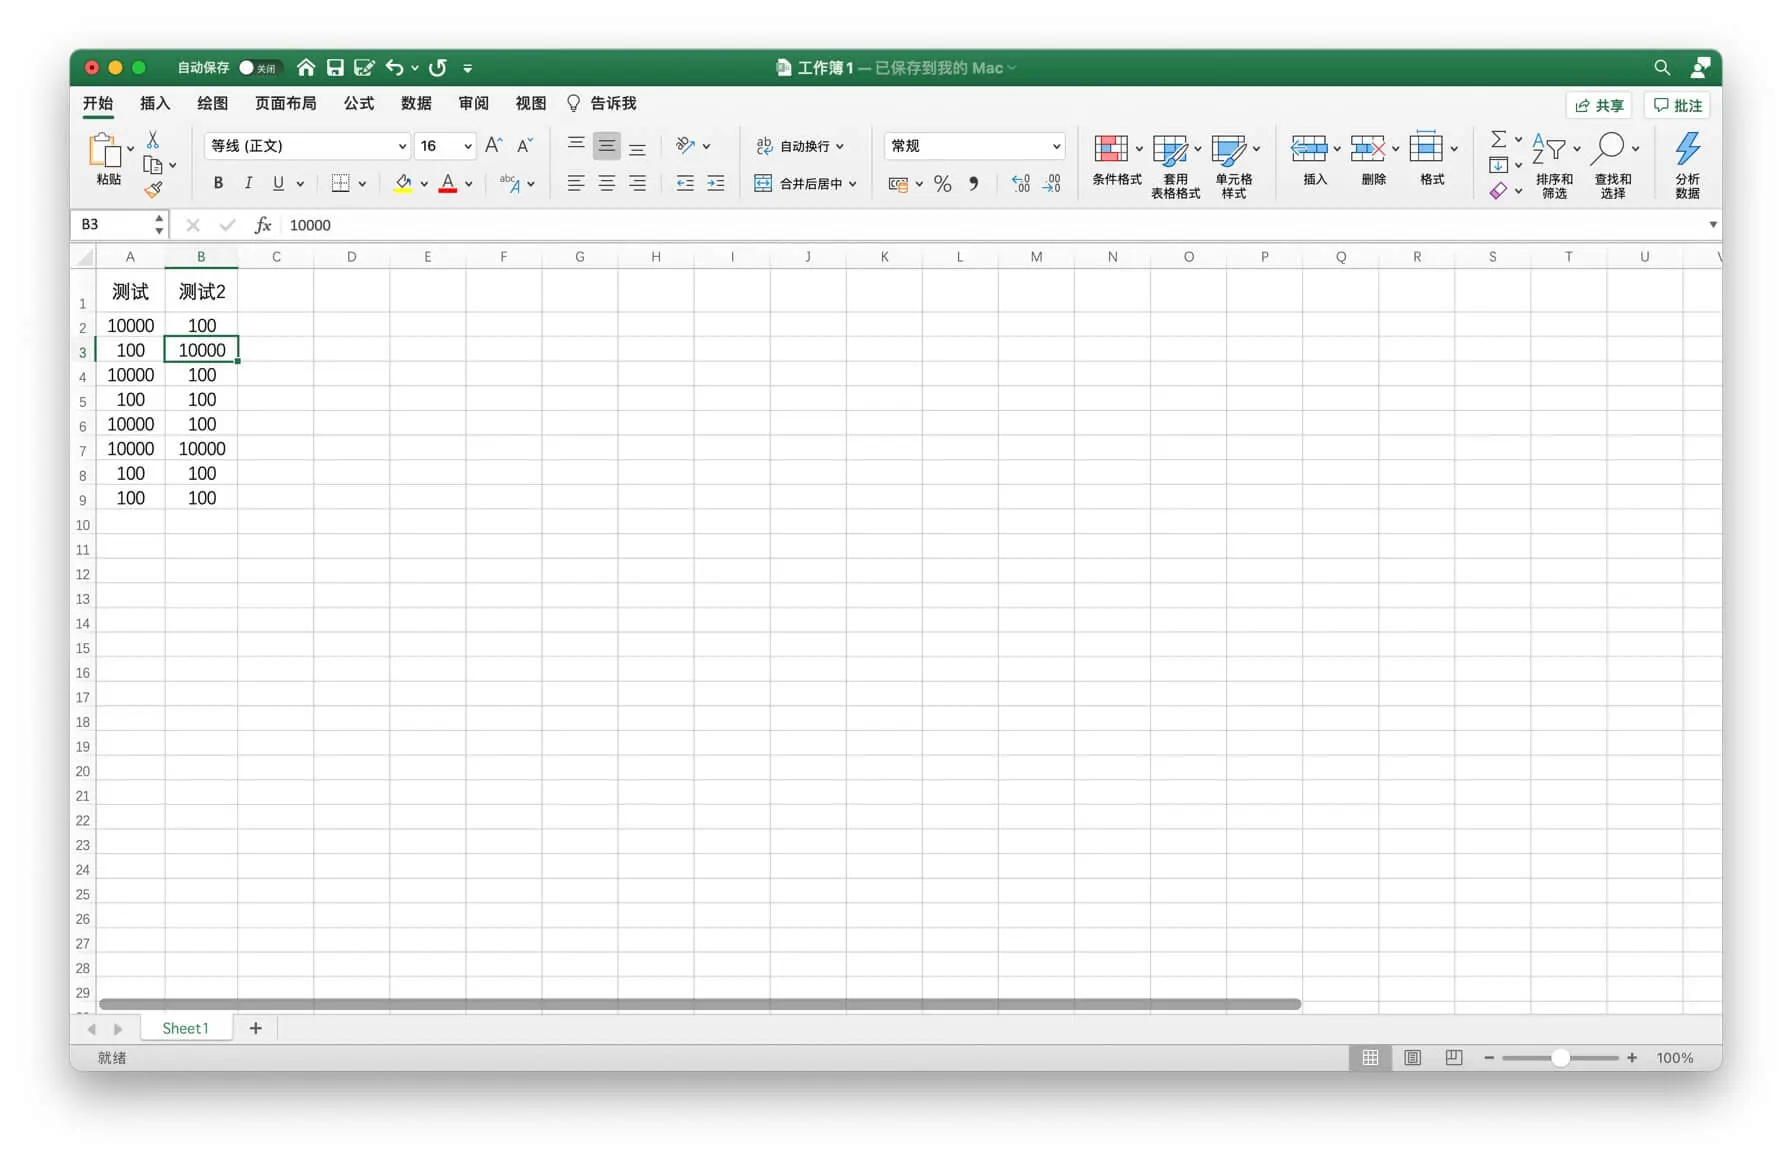 自动保存 关闭 工作簿1 — 已保存到我的 Mac
开始 插入 绘图 页面布局 公式 数据 审阅 视图 告诉我 共享 批注
等线 (正文) 16 A A ab 自动换行 常规
粘贴 B I U A abc A 合并后居中 % 条件格式 套用 表格格式 单元格 样式 插入 删除 格式 排序和 筛选 查找和 选择 分析 数据
B3 fx 10000
A B C D E F G H I J K L M N O P Q R S T U
1 测试 测试2
2 10000 100
3 100 10000
4 10000 100
5 100 100
6 10000 100
7 10000 10000
8 100 100
9 100 100
10
11
12
13
14
15
16
17
18
19
20
21
22
23
24
25
26
27
28
29
Sheet1 +
就绪 100%